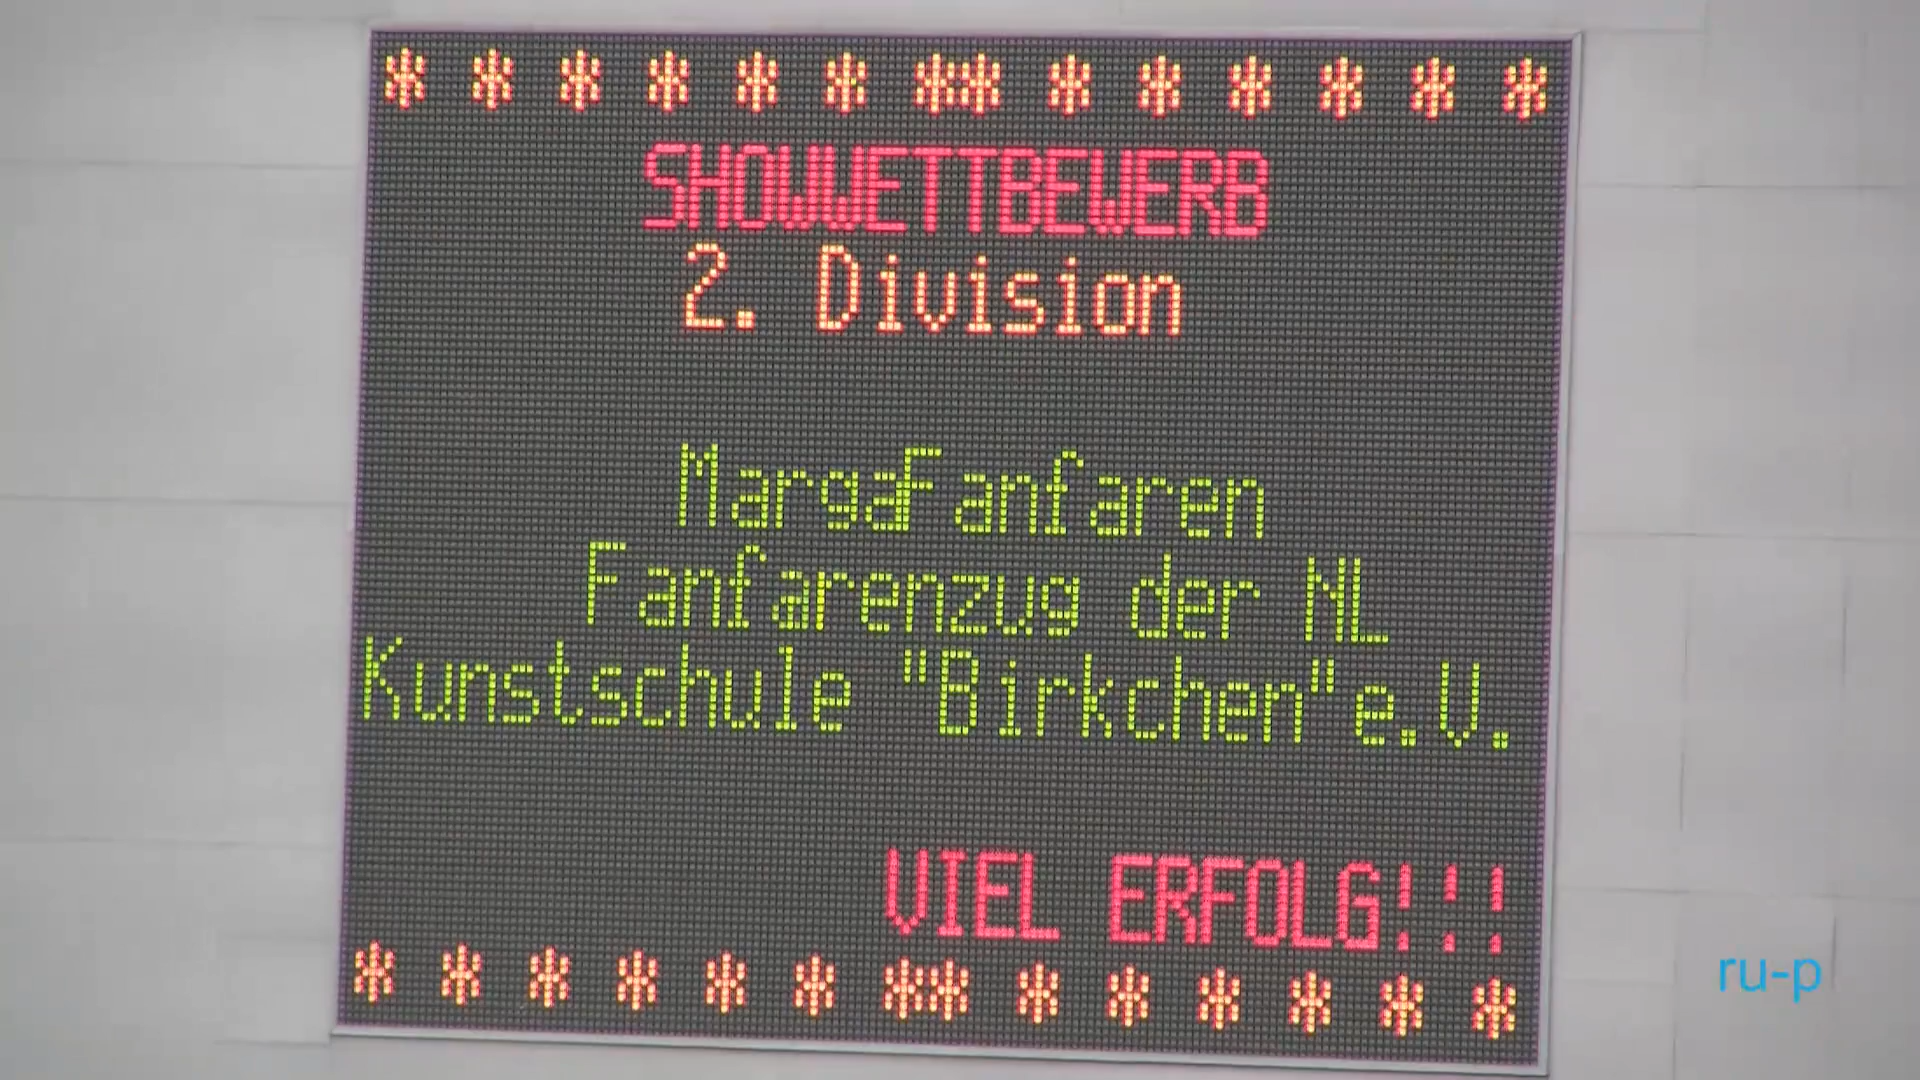 * * * * * * ** * * * * * *
SHOWWETTBEWERB
2. Division
MargaFanfaren
Fanfarenzug der NL
Kunstschule "Birkchen"e.V.
VIEL ERFOLG!!!
* * * * * * ** * * * * * *
ru-p